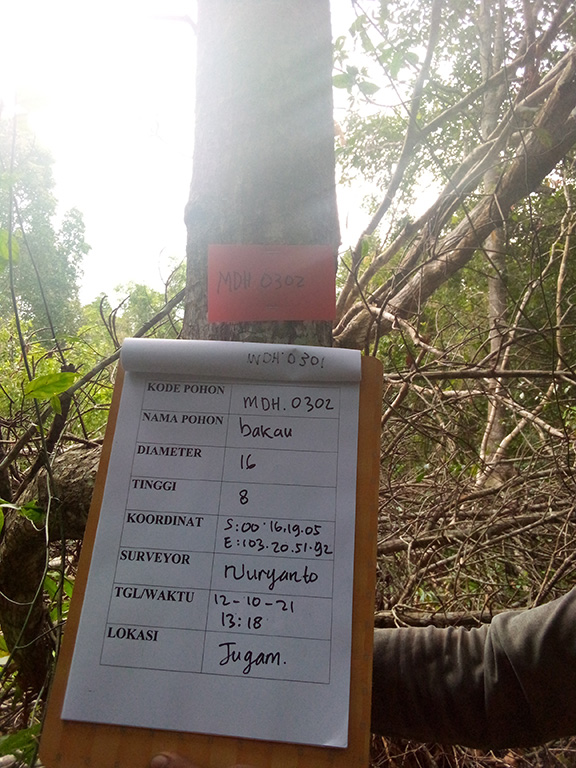 MDH 0302
MDH.0301
KODE POHON MDH.0302
NAMA POHON bakau
DIAMETER 16
TINGGI 8
KOORDINAT S:00.16.19.05
E:103.20.51.92
SURVEYOR Nuryanto
TGL/WAKTU 12-10-21
13:18
LOKASI Jugam.